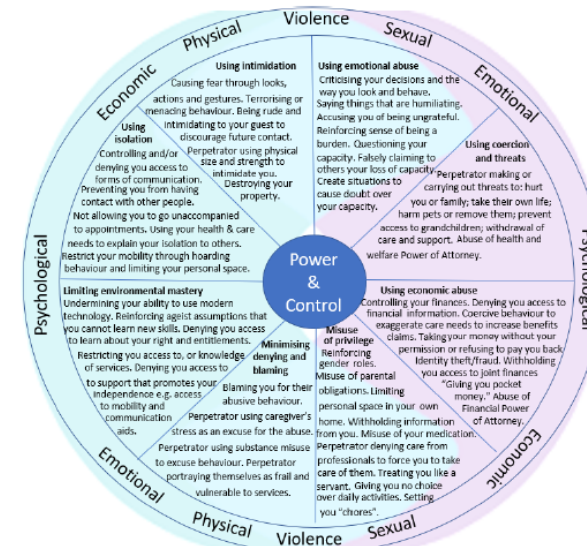 Violence
Physical
Sexual
Economic
Emotional
Psychological
Psychological
Emotional
Economic
Physical
Sexual
Violence
Power
&
Control
Using intimidation
Causing fear through looks,
actions and gestures. Terrorising or
menacing behaviour. Being rude and
intimidating to your guest to
discourage future contact.
Perpetrator using physical
size and strength to
intimidate you.
Destroying your
property.
Using emotional abuse
Criticising your decisions and the
way you look and behave.
Saying things that are humiliating.
Accusing you of being ungrateful.
Reinforcing sense of being a
burden. Questioning your
capacity. Falsely claiming to
others your loss of capacity.
Create situations to
cause doubt over
your capacity.
Using coercion
and threats
Perpetrator making or
carrying out threats to: hurt
you or family; take their own life;
harm pets or remove them; prevent
access to grandchildren; withdrawal of
care and support. Abuse of health and
welfare Power of Attorney.
Using economic abuse
Controlling your finances. Denying you access to
financial information. Coercive behaviour to
exaggerate care needs to increase benefits
claims. Taking your money without your
permission or refusing to pay you back
Identity theft/fraud. Withholding
you access to joint finances
"Giving you pocket
money." Abuse of
Financial Power
of Attorney.
Misuse
of privilege
Reinforcing
gender roles.
Misuse of parental
obligations. Limiting
personal space in your own
home. Withholding information
from you. Misuse of your medication.
Perpetrator denying care from
professionals to force you to take
care of them. Treating you like a
servant. Giving you no choice
over daily activities. Setting
you "chores".
Minimising
denying and
blaming
Blaming you for their
abusive behaviour.
Perpetrator using caregiver's
stress as an excuse for the abuse.
Perpetrator using substance misuse
to excuse behaviour. Perpetrator
portraying themselves as frail and
vulnerable to services.
Limiting environmental mastery
Undermining your ability to use modern
technology. Reinforcing ageist assumptions that
you cannot learn new skills. Denying you access
to learn about your right and entitlements.
Restricting you access to, or knowledge
of services. Denying you access to
to support that promotes your
independence e.g. access
to mobility and
communication
aids.
Using
isolation
Controlling and/or
denying you access to
forms of communication.
Preventing you from having
contact with other people.
Not allowing you to go unaccompanied
to appointments. Using your health & care
needs to explain your isolation to others.
Restrict your mobility through hoarding
behaviour and limiting your personal space.